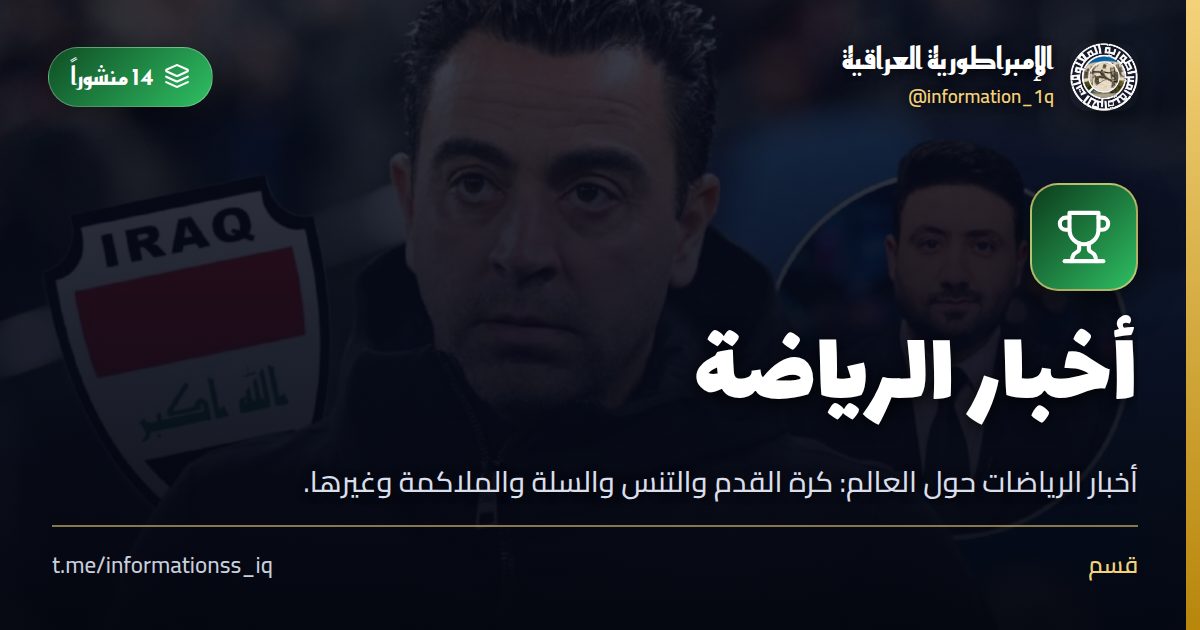 الإمبراطورية العراقية
@information_1q
14 منشوراً
IRAQ
الله اكبر
أخبار الرياضة
أخبار الرياضات حول العالم: كرة القدم والتنس والسلة والملاكمة وغيرها.
قسم
t.me/informationss_iq